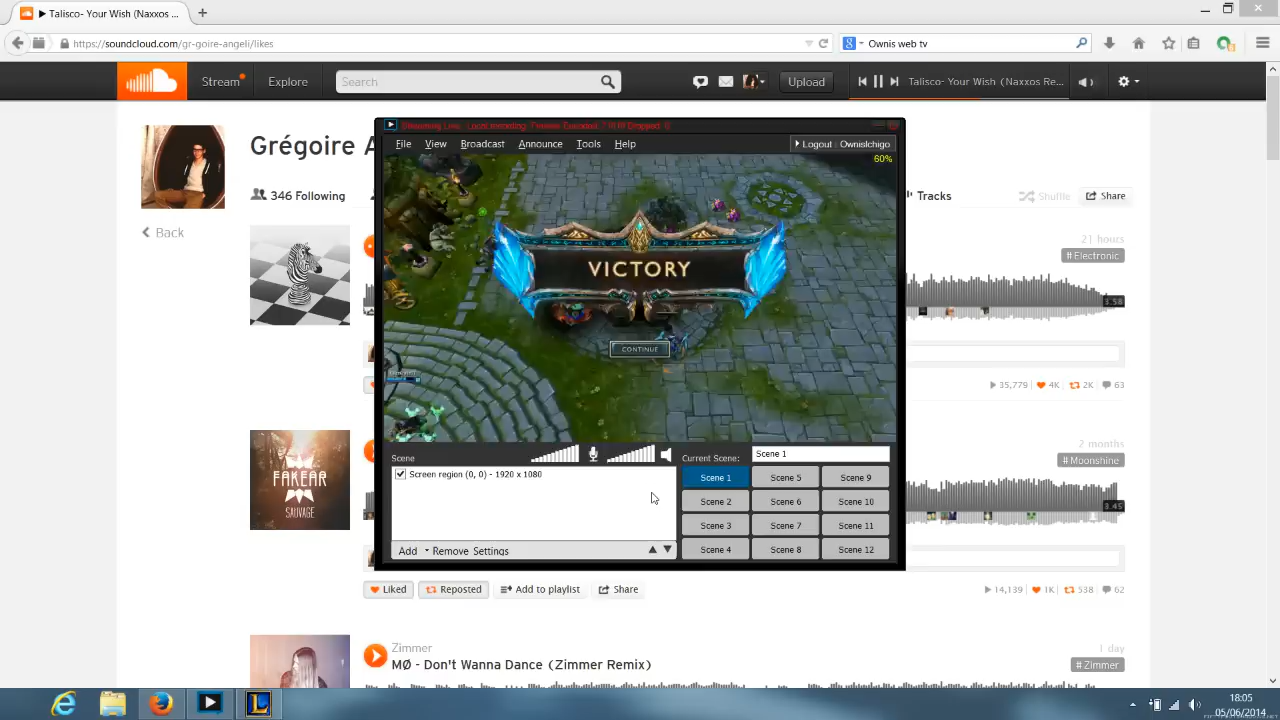 ▶ Talisco- Your Wish (Naxxos ...
https://soundcloud.com/gr-goire-angeli/likes
Ownis web tv
Stream
Explore
Search
Upload
Talisco- Your Wish (Naxxos Re...
Grégoire A
346 Following
Tracks
Shuffle
Share
Back
File
View
Broadcast
Announce
Tools
Help
Logout : OwnisIchigo
60%
VICTORY
CONTINUE
21 hours
# Electronic
3.58
35,779
4K
2K
63
Scene
Current Scene:
Scene 1
Screen region (0, 0) - 1920 x 1080
Scene 1
Scene 5
Scene 9
Scene 2
Scene 6
Scene 10
Scene 3
Scene 7
Scene 11
Scene 4
Scene 8
Scene 12
Add
Remove
Settings
FAKEAR
SAUVAGE
2 months
# Moonshine
3.45
Liked
Reposted
Add to playlist
Share
14,139
1K
538
62
Zimmer
MØ - Don't Wanna Dance (Zimmer Remix)
1 day
# Zimmer
18:05
05/06/2014